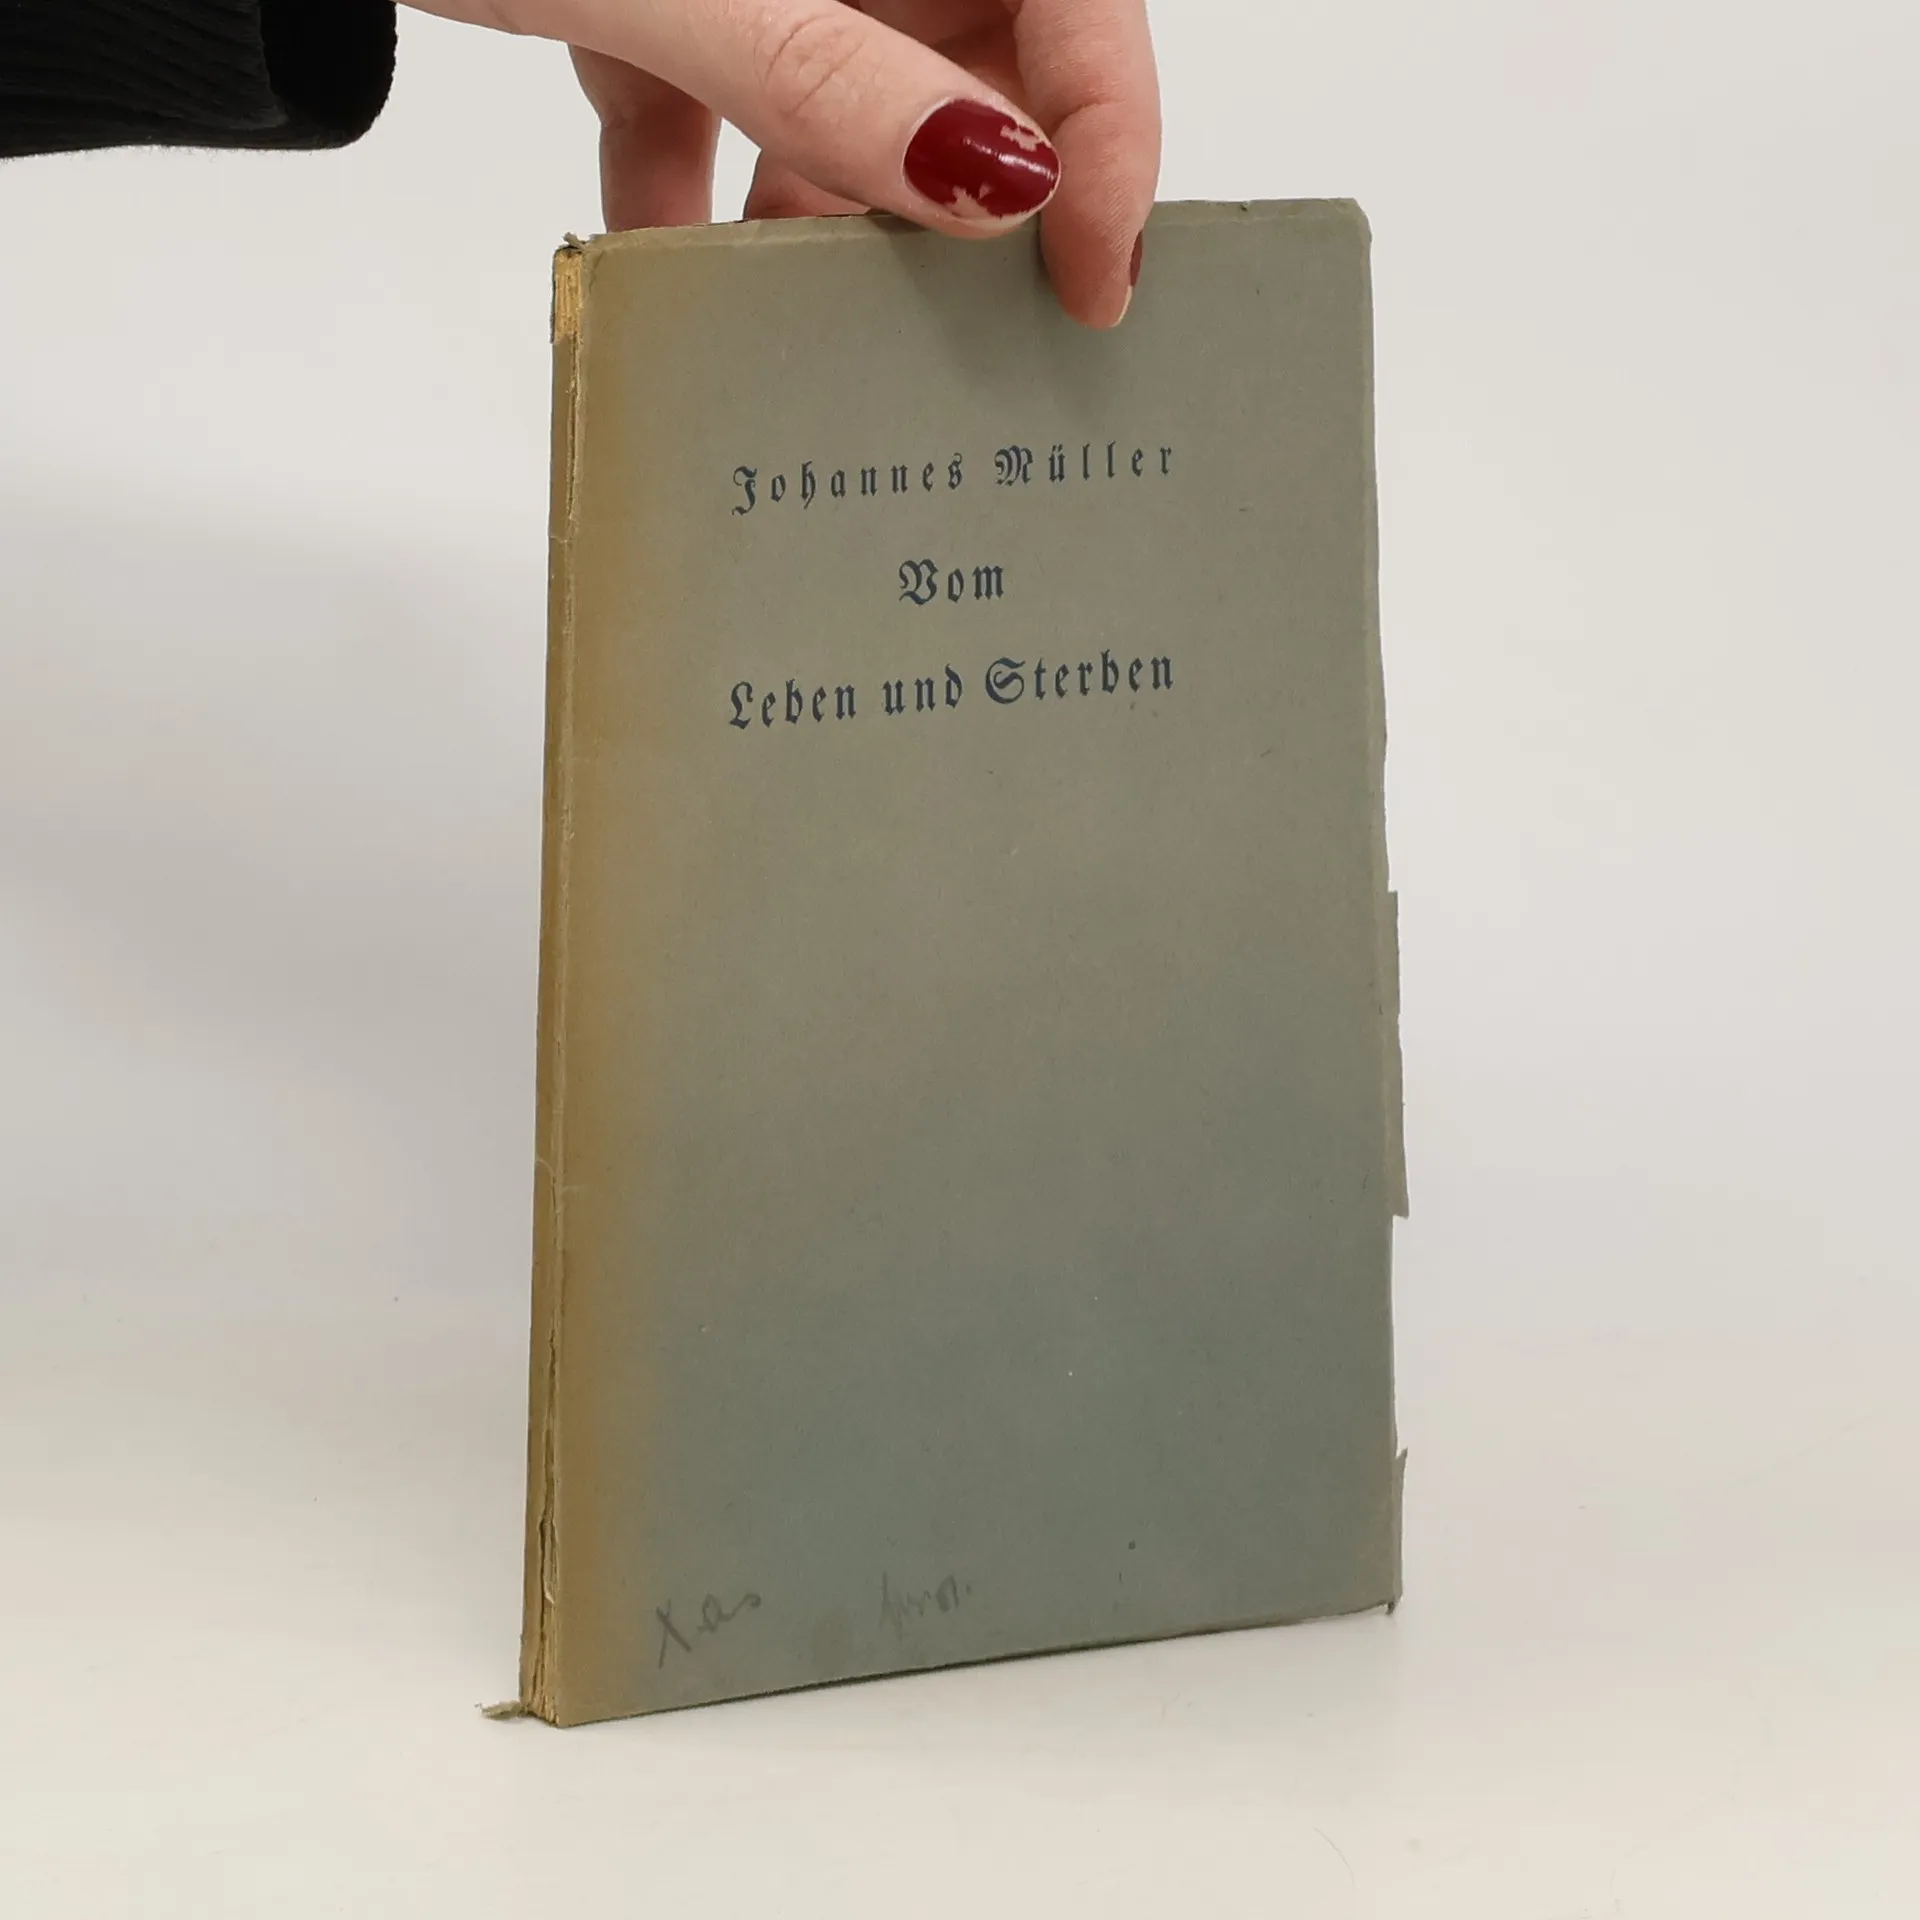 Johannes Müller
Vom
Leben und Sterben